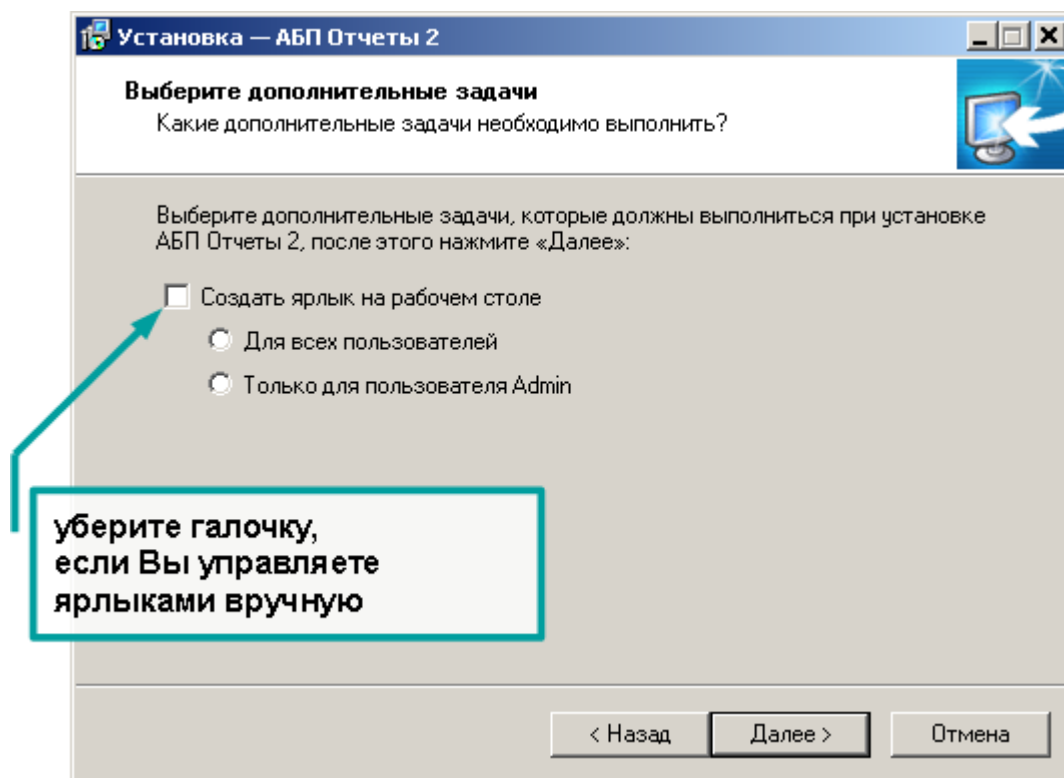 Установка — АБП Отчеты 2
Выберите дополнительные задачи
Какие дополнительные задачи необходимо выполнить?
Выберите дополнительные задачи, которые должны выполниться при установке
АБП Отчеты 2, после этого нажмите «Далее»:
Создать ярлык на рабочем столе
Для всех пользователей
Только для пользователя Admin
уберите галочку,
если Вы управляете
ярлыками вручную
< Назад
Далее >
Отмена